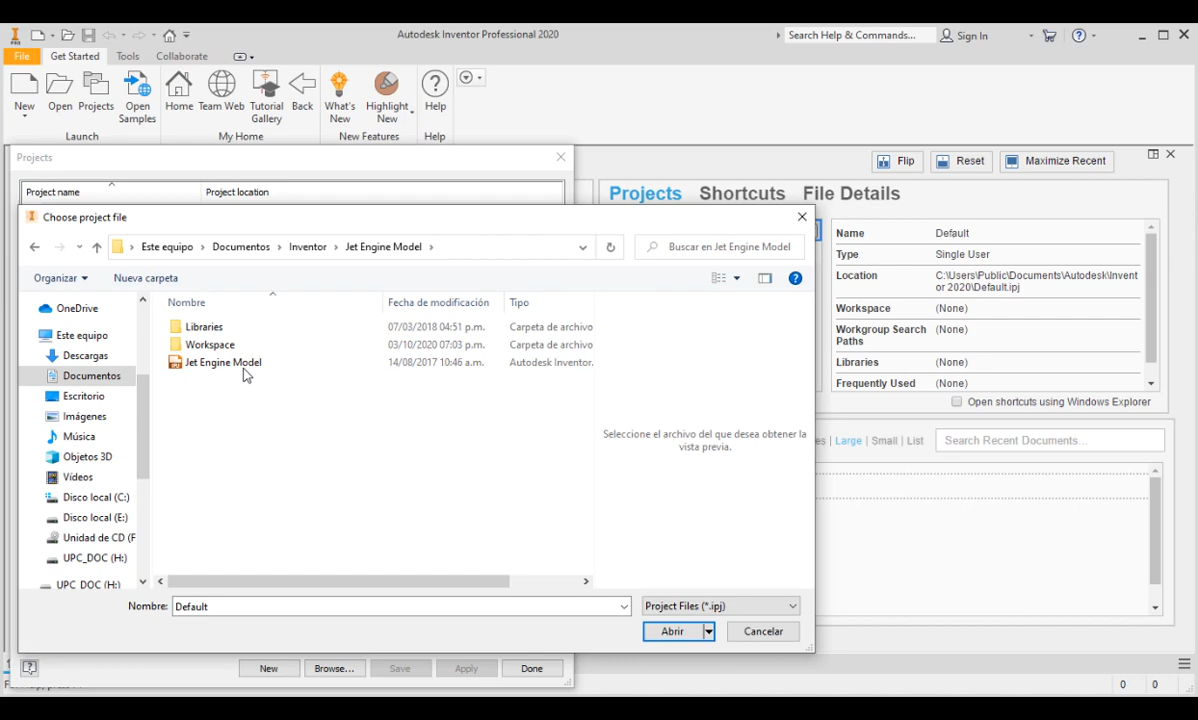 PRO
Autodesk Inventor Professional 2020
Search Help & Commands...
Sign In
File
Get Started
Tools
Collaborate
New
Open
Projects
Open Samples
Home
Team Web
Tutorial Gallery
Back
What's New
Highlight New
Help
Launch
My Home
New Features
Help
Projects
Flip
Reset
Maximize Recent
Project name
Project location
Projects
Shortcuts
File Details
Choose project file
Este equipo
Documentos
Inventor
Jet Engine Model
Buscar en Jet Engine Model
Organizar
Nueva carpeta
Nombre
Fecha de modificación
Tipo
OneDrive
Este equipo
Descargas
Documentos
Escritorio
Imágenes
Música
Objetos 3D
Vídeos
Disco local (C:)
Disco local (E:)
Unidad de CD (F
UPC_DOC (H:)
UPC_DOC (H:)
Libraries 07/03/2018 04:51 p.m. Carpeta de archivo
Workspace 03/10/2020 07:03 p.m. Carpeta de archivo
Jet Engine Model 14/08/2017 10:46 a.m. Autodesk Inventor.
Seleccione el archivo del que desea obtener la
vista previa.
Nombre: Default
Project Files (*.ipj)
Abrir
Cancelar
Name Default
Type Single User
Location C:\Users\Public\Documents\Autodesk\Invent
or 2020\Default.ipj
Workspace (None)
Workgroup Search (None)
Paths
Libraries (None)
Frequently Used (None)
Open shortcuts using Windows Explorer
es | Large | Small | List
Search Recent Documents...
New
Browse...
Save
Apply
Done
0 0